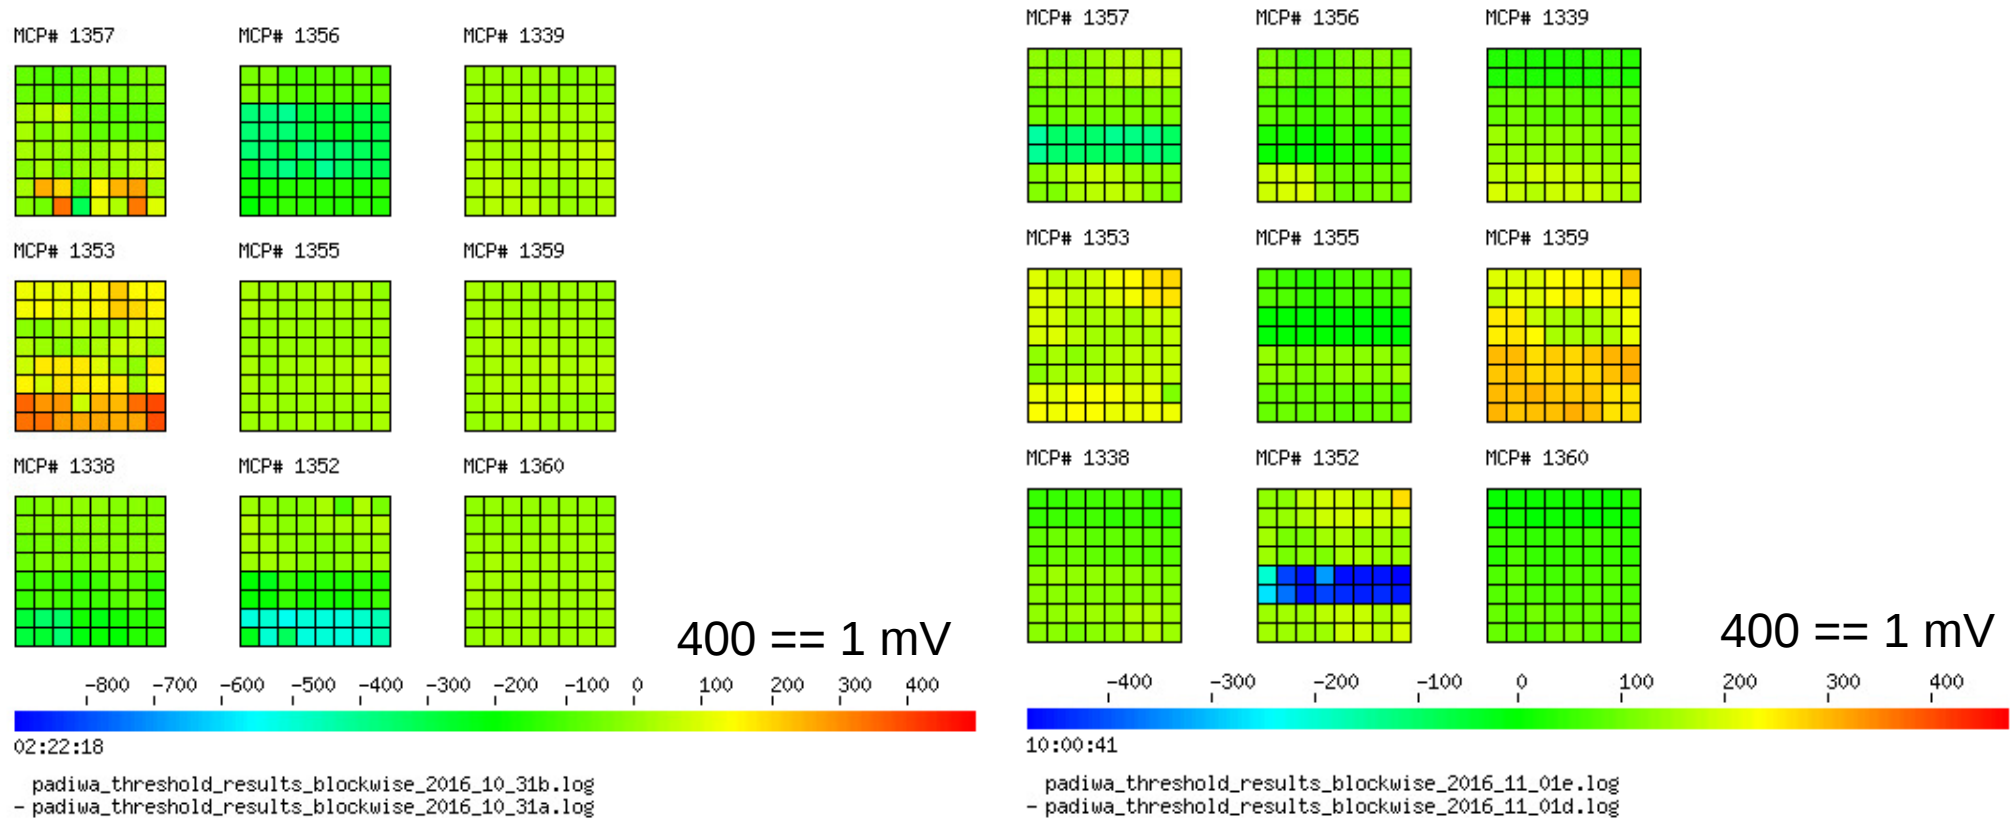 MCP# 1357 MCP# 1356 MCP# 1339
MCP# 1353 MCP# 1355 MCP# 1359
MCP# 1338 MCP# 1352 MCP# 1360
400 == 1 mV
-800 -700 -600 -500 -400 -300 -200 -100 0 100 200 300 400
02:22:18
padiwa_threshold_results_blockwise_2016_10_31b.log
- padiwa_threshold_results_blockwise_2016_10_31a.log
MCP# 1357 MCP# 1356 MCP# 1339
MCP# 1353 MCP# 1355 MCP# 1359
MCP# 1338 MCP# 1352 MCP# 1360
400 == 1 mV
-400 -300 -200 -100 0 100 200 300 400
10:00:41
padiwa_threshold_results_blockwise_2016_11_01e.log
- padiwa_threshold_results_blockwise_2016_11_01d.log